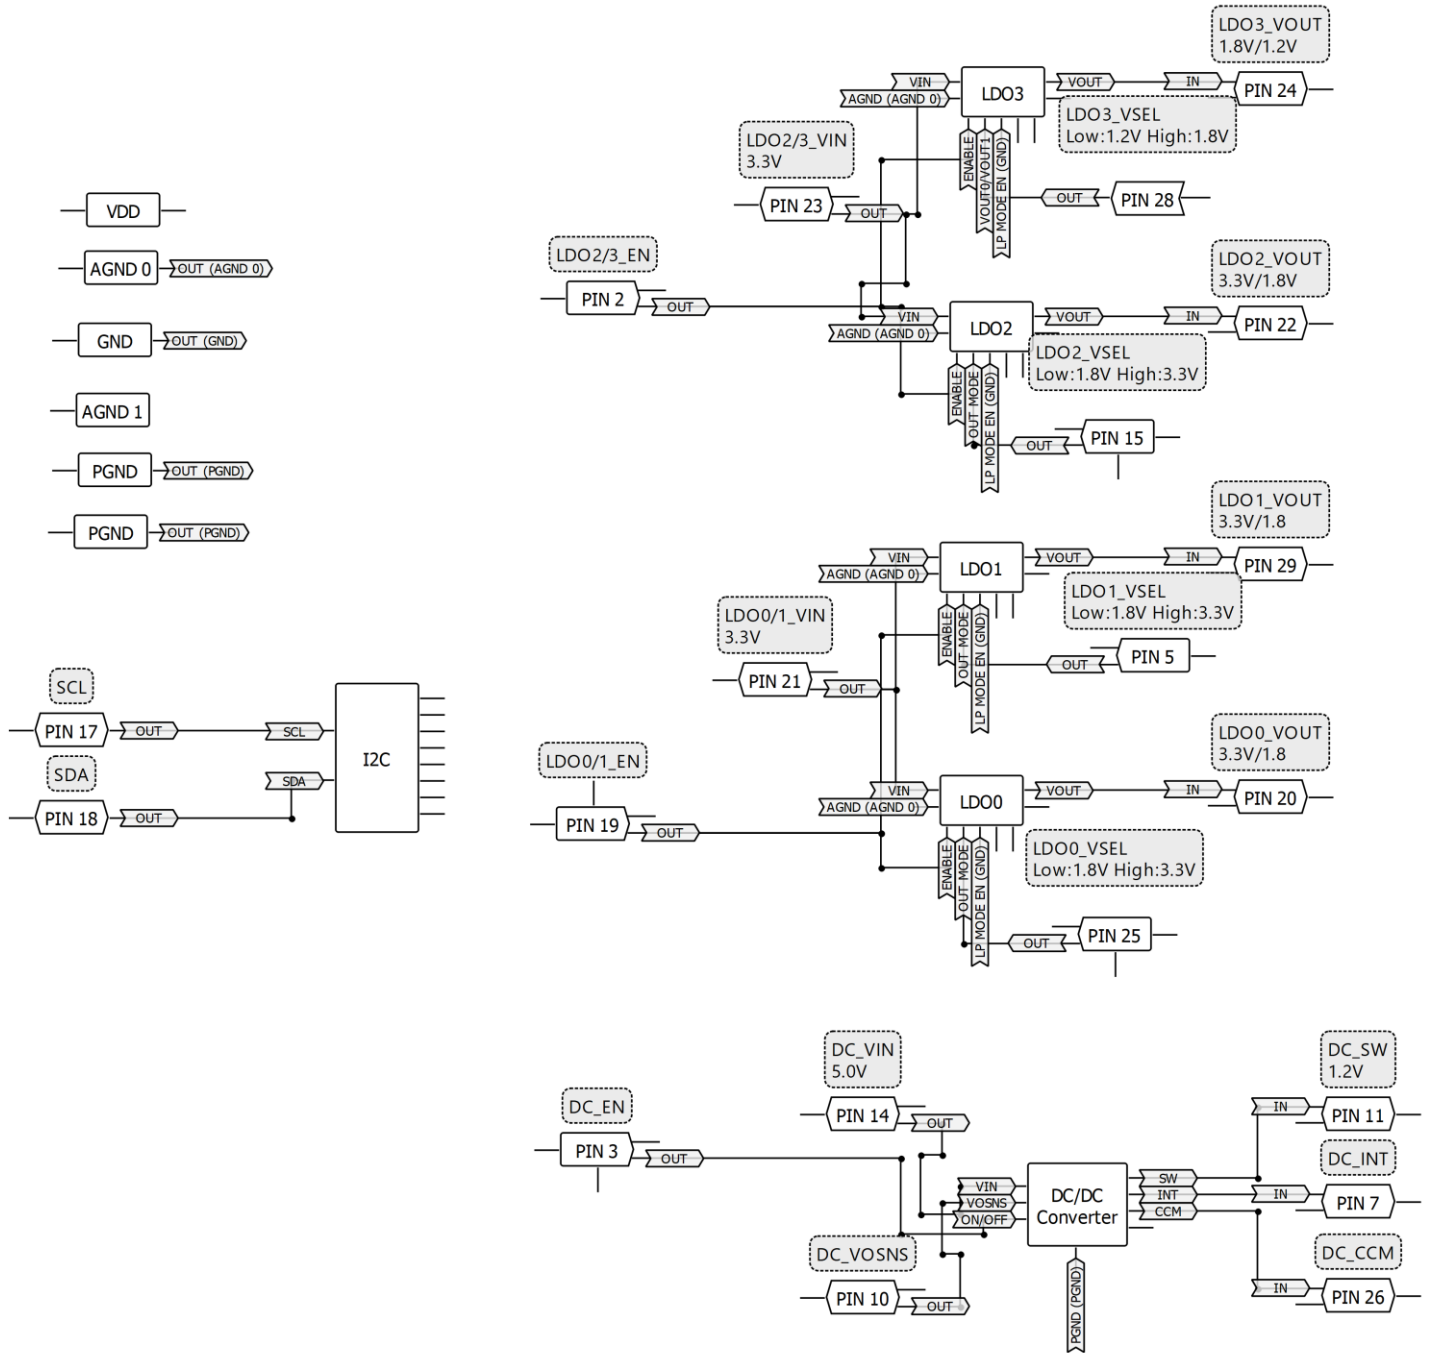 LDO3_VOUT
1.8V/1.2V
VIN
LDO3
VOUT
IN
PIN 24
AGND (AGND 0)
LDO3_VSEL
Low:1.2V High:1.8V
ENABLE
VOUT0/VOUT1
LP MODE EN (GND)
LDO2/3_VIN
3.3V
PIN 23
OUT
OUT
PIN 28
VDD
AGND 0
OUT (AGND 0)
GND
OUT (GND)
AGND 1
PGND
OUT (PGND)
PGND
OUT (PGND)
LDO2/3_EN
PIN 2
OUT
LDO2_VOUT
3.3V/1.8V
VIN
LDO2
VOUT
IN
PIN 22
AGND (AGND 0)
LDO2_VSEL
Low:1.8V High:3.3V
ENABLE
OUT MODE
LP MODE EN (GND)
OUT
PIN 15
LDO1_VOUT
3.3V/1.8
VIN
LDO1
VOUT
IN
PIN 29
AGND (AGND 0)
LDO1_VSEL
Low:1.8V High:3.3V
ENABLE
OUT MODE
LP MODE EN (GND)
LDO0/1_VIN
3.3V
PIN 21
OUT
OUT
PIN 5
SCL
PIN 17
OUT
SCL
I2C
SDA
SDA
PIN 18
OUT
LDO0/1_EN
PIN 19
OUT
LDO0_VOUT
3.3V/1.8
VIN
LDO0
VOUT
IN
PIN 20
AGND (AGND 0)
LDO0_VSEL
Low:1.8V High:3.3V
ENABLE
OUT MODE
LP MODE EN (GND)
OUT
PIN 25
DC_VIN
5.0V
PIN 14
OUT
DC_EN
PIN 3
OUT
VIN
VOSNS
ON/OFF
DC/DC
Converter
SW
INT
CCM
PGND (PGND)
DC_VOSNS
PIN 10
OUT
DC_SW
1.2V
IN
PIN 11
DC_INT
IN
PIN 7
DC_CCM
IN
PIN 26